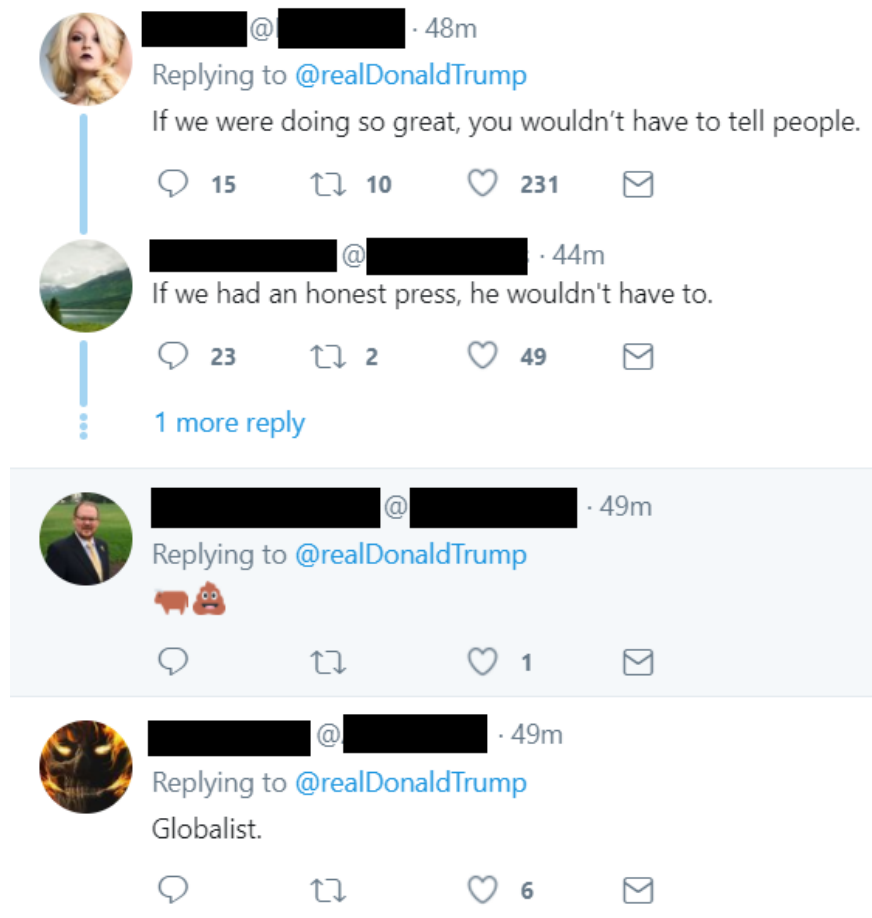 @ · 48m
Replying to @realDonaldTrump
If we were doing so great, you wouldn’t have to tell people.
15 10 231
@ · 44m
If we had an honest press, he wouldn't have to.
23 2 49
1 more reply
@ · 49m
Replying to @realDonaldTrump
🐂💩
1
@ · 49m
Replying to @realDonaldTrump
Globalist.
6